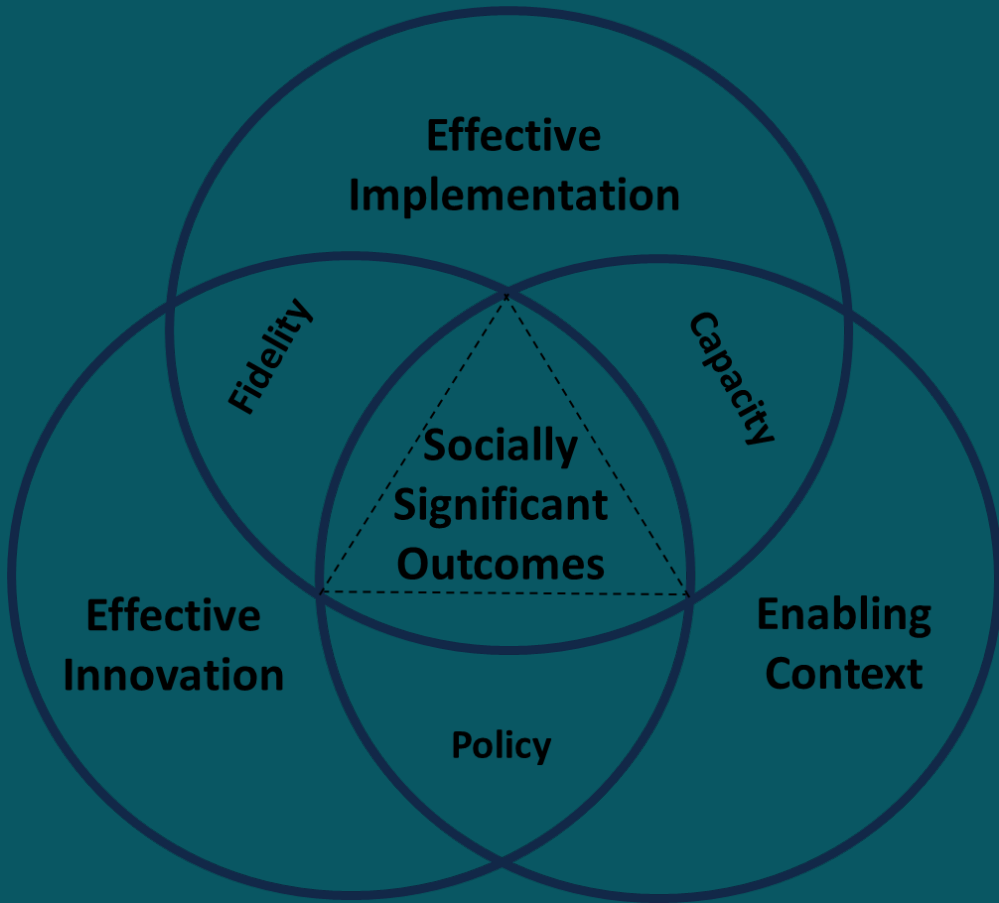 Effective
Implementation
Fidelity
Capacity
Socially
Significant
Outcomes
Effective
Innovation
Enabling
Context
Policy